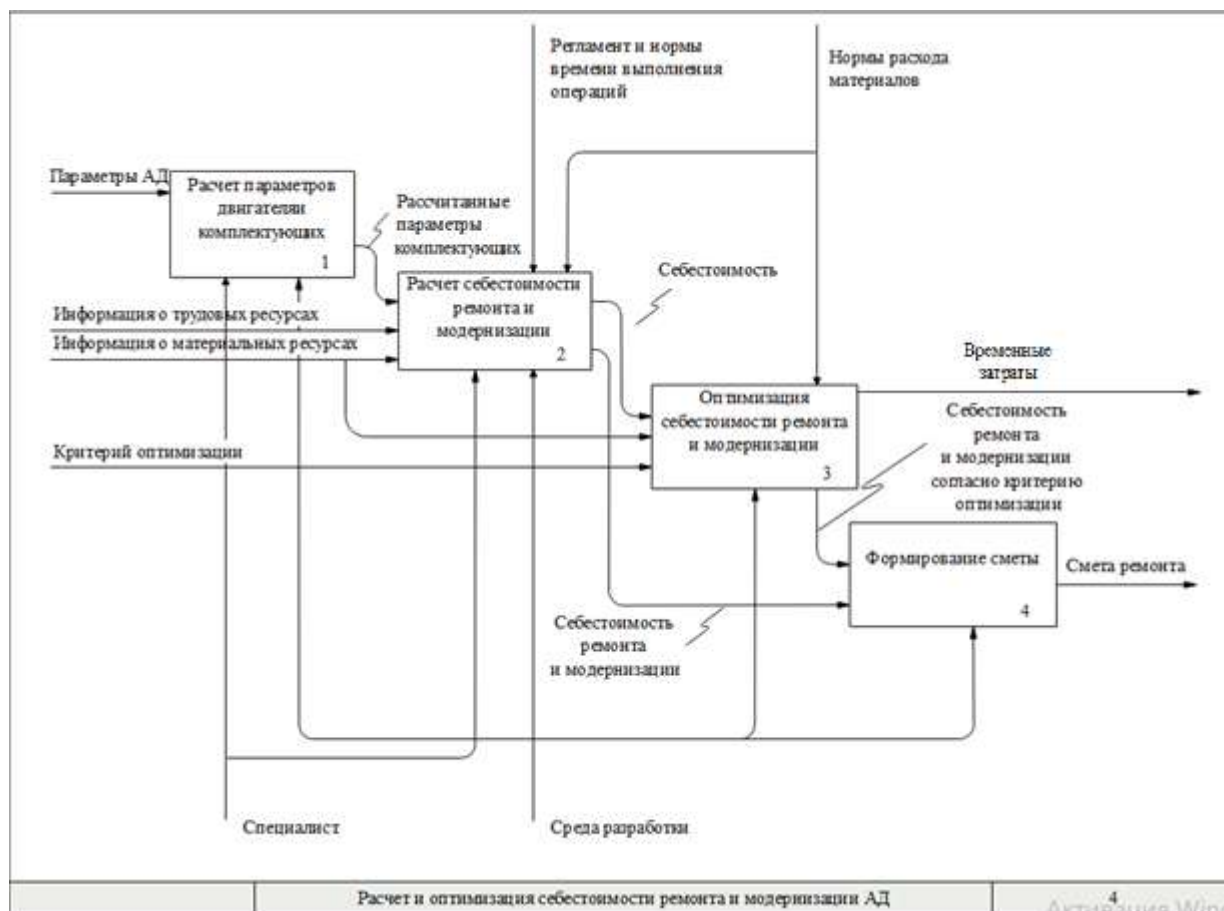 Регламент и нормы
времени выполнения
операций
Нормы расхода
материалов
Параметры АД
Расчет параметров
двигателяи
комплектующих
1
Рассчитанные
параметры
комплектующих
Себестоимость
Расчет себестоимости
ремонта и
модернизации
2
Информация о трудовых ресурсах
Информация о материальных ресурсах
Временные
затраты
Оптимизация
себестоимости ремонта
и модернизации
3
Критерий оптимизации
Себестоимость
ремонта
и модернизации
согласно критерию
оптимизации
Формирование сметы
4
Смета ремонта
Себестоимость
ремонта
и модернизации
Специалист
Среда разработки
Расчет и оптимизация себестоимости ремонта и модернизации АД
4
Активация Wind